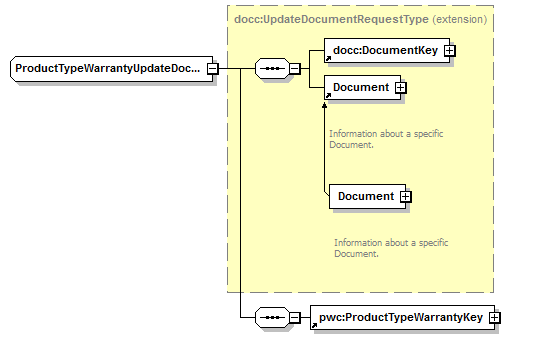 docc:UpdateDocumentRequestType (extension)
docc:DocumentKey
ProductTypeWarrantyUpdateDoc...
Document
Information about a specific
Document.
Document
Information about a specific
Document.
pwc:ProductTypeWarrantyKey